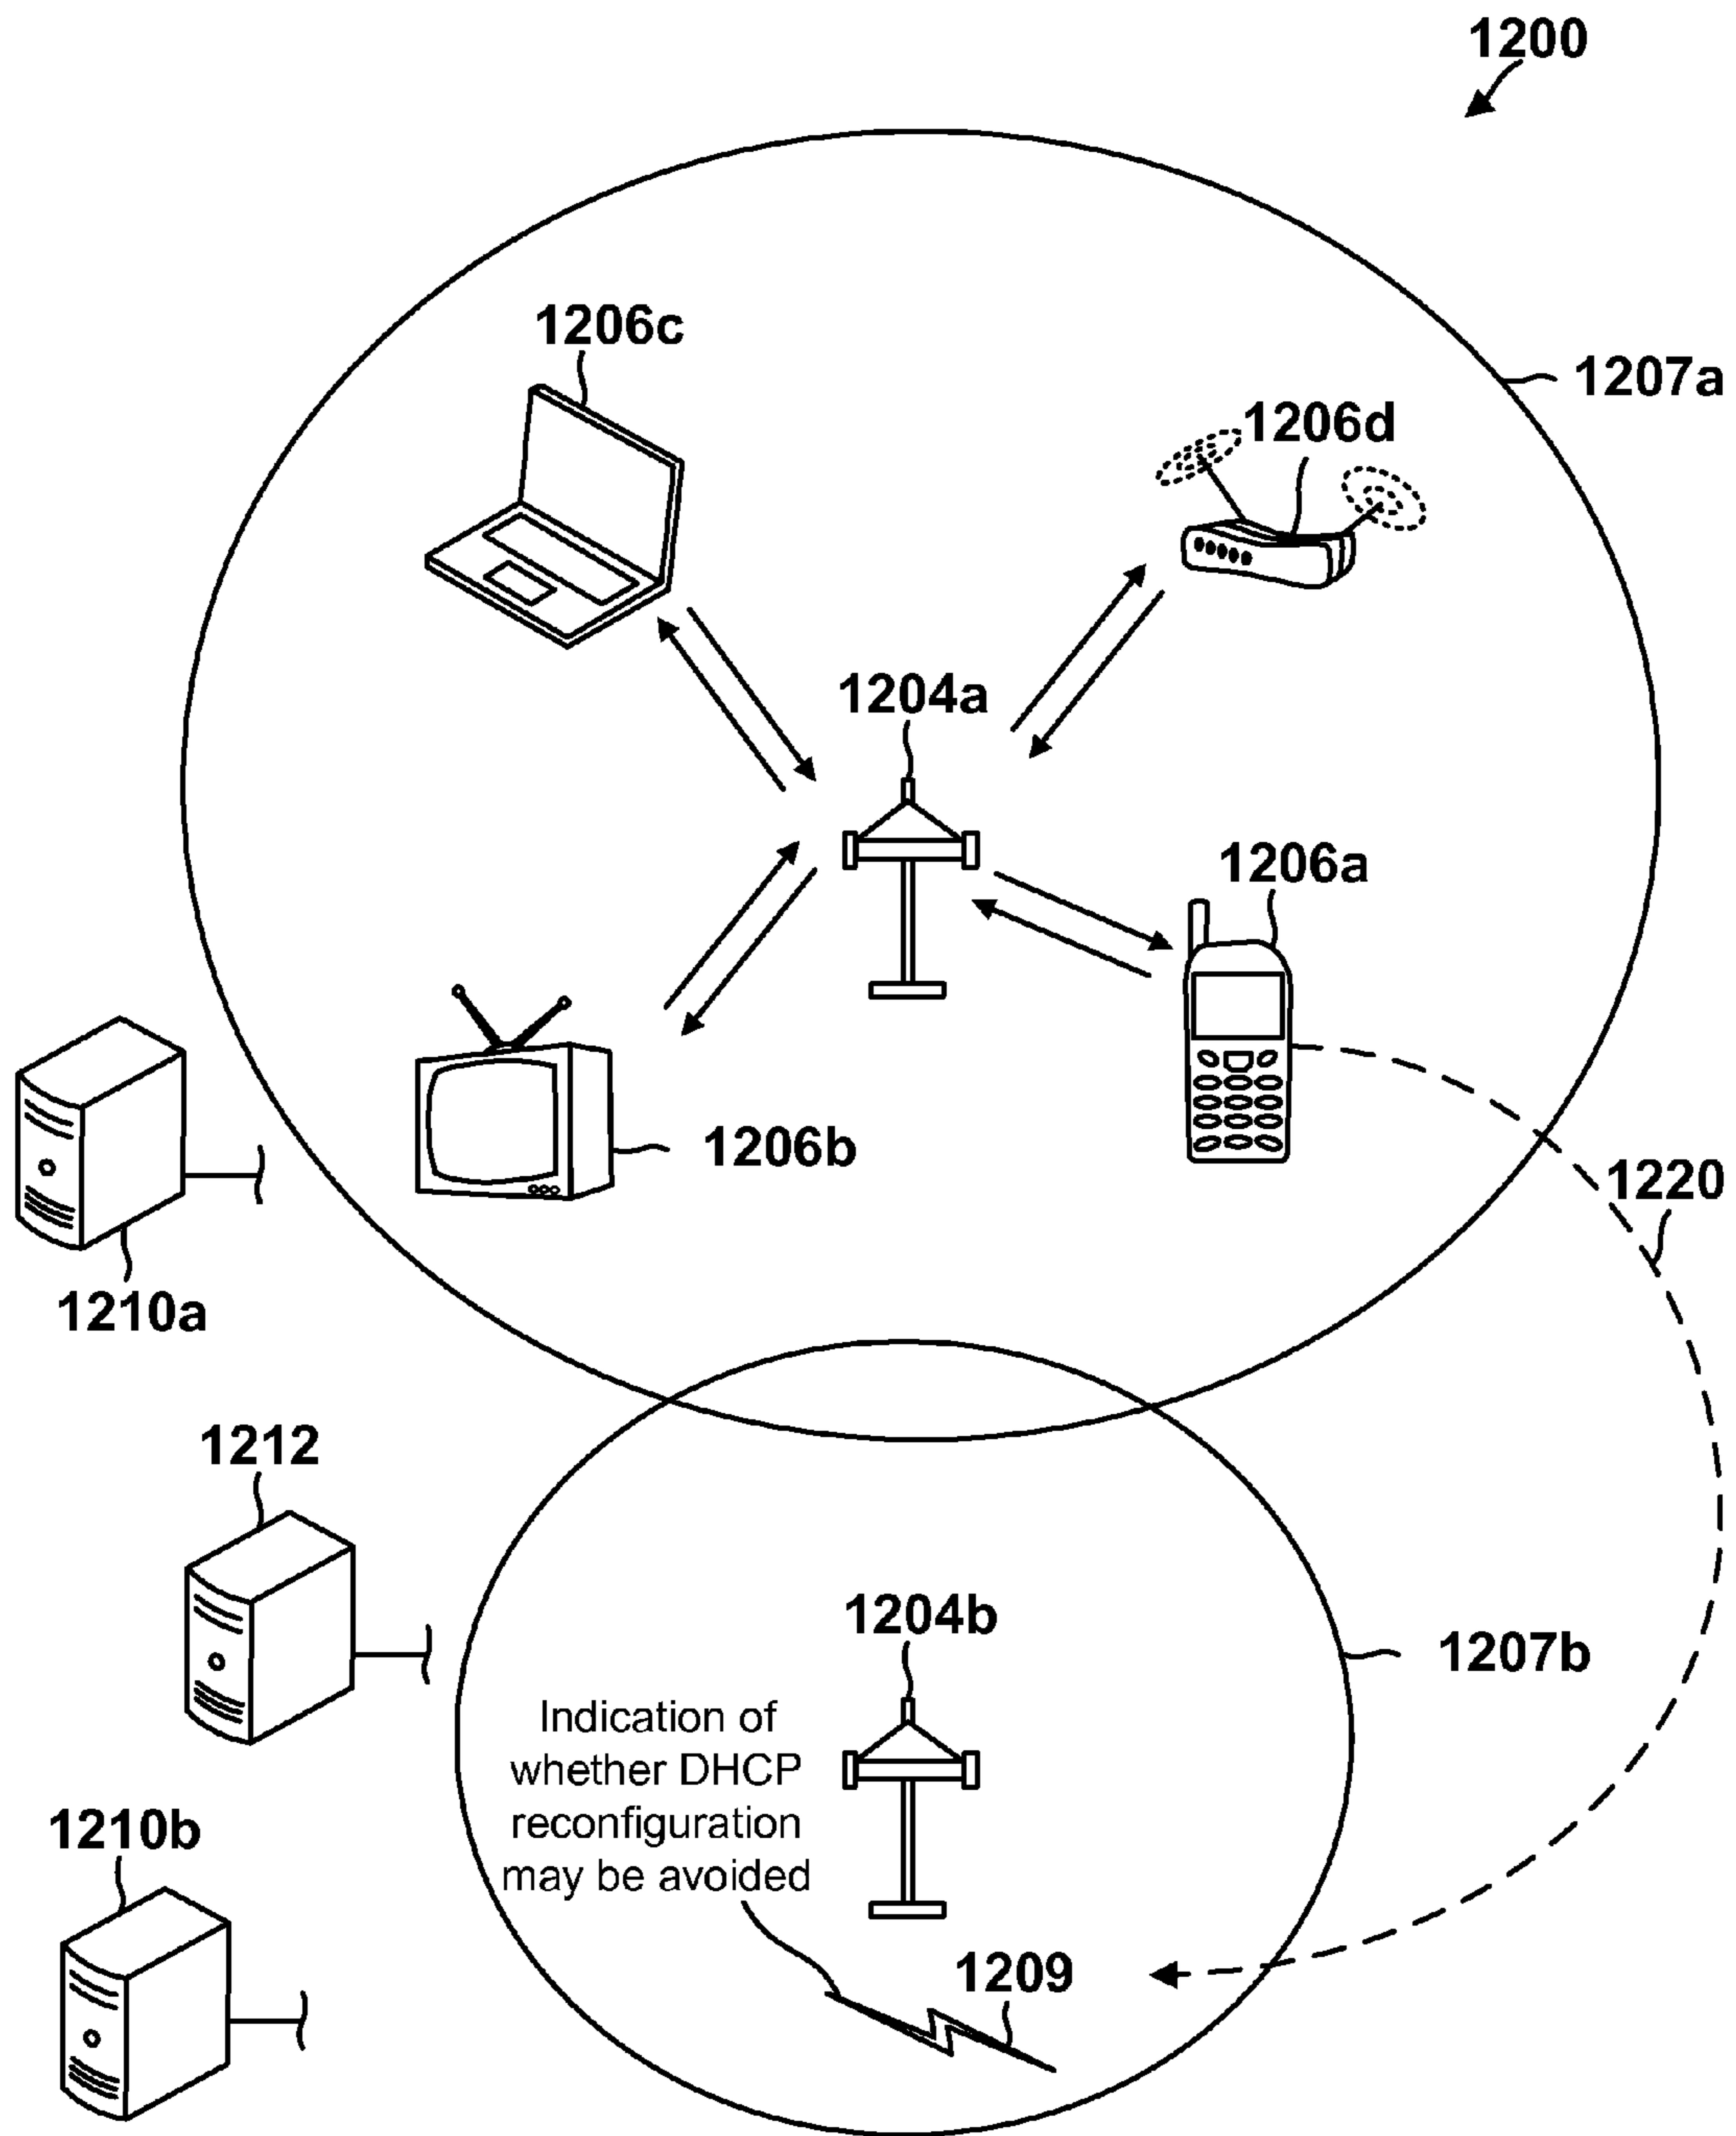 1200
1206c
1207a
1206d
1204a
1206a
1206b
1220
1210a
1212
1204b
1207b
Indication of
whether DHCP
reconfiguration
may be avoided
1210b
1209